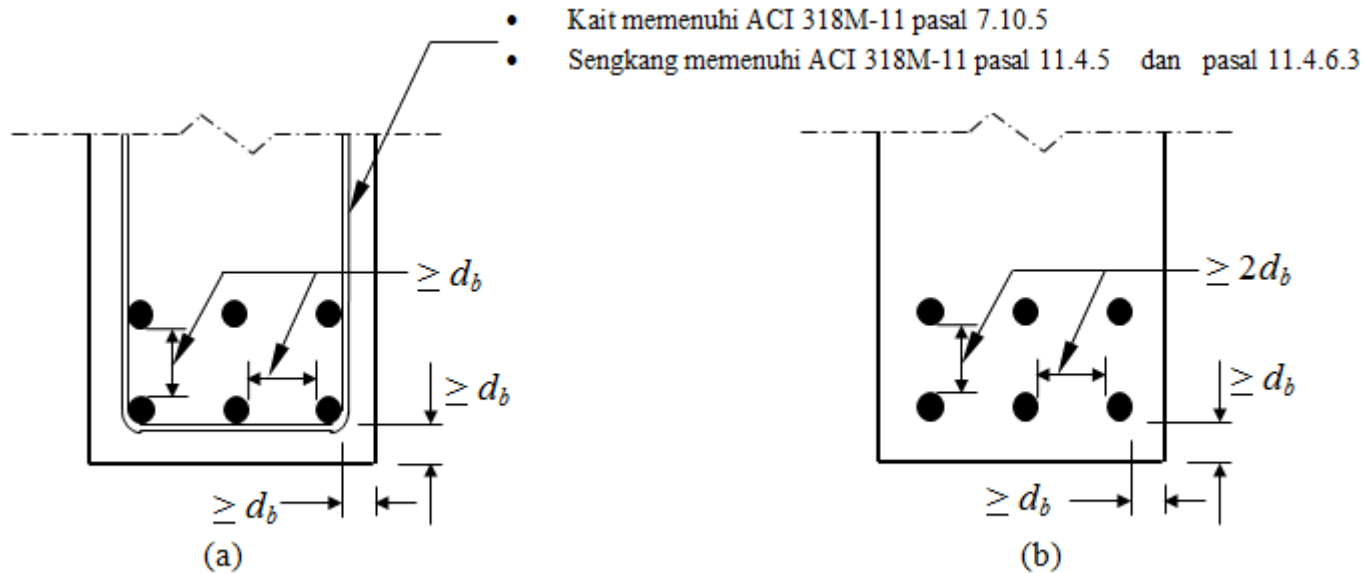 • Kait memenuhi ACI 318M-11 pasal 7.10.5
• Sengkang memenuhi ACI 318M-11 pasal 11.4.5 dan pasal 11.4.6.3
≥ d_b
≥ d_b
≥ d_b
(a)
≥ 2d_b
≥ d_b
≥ d_b
(b)